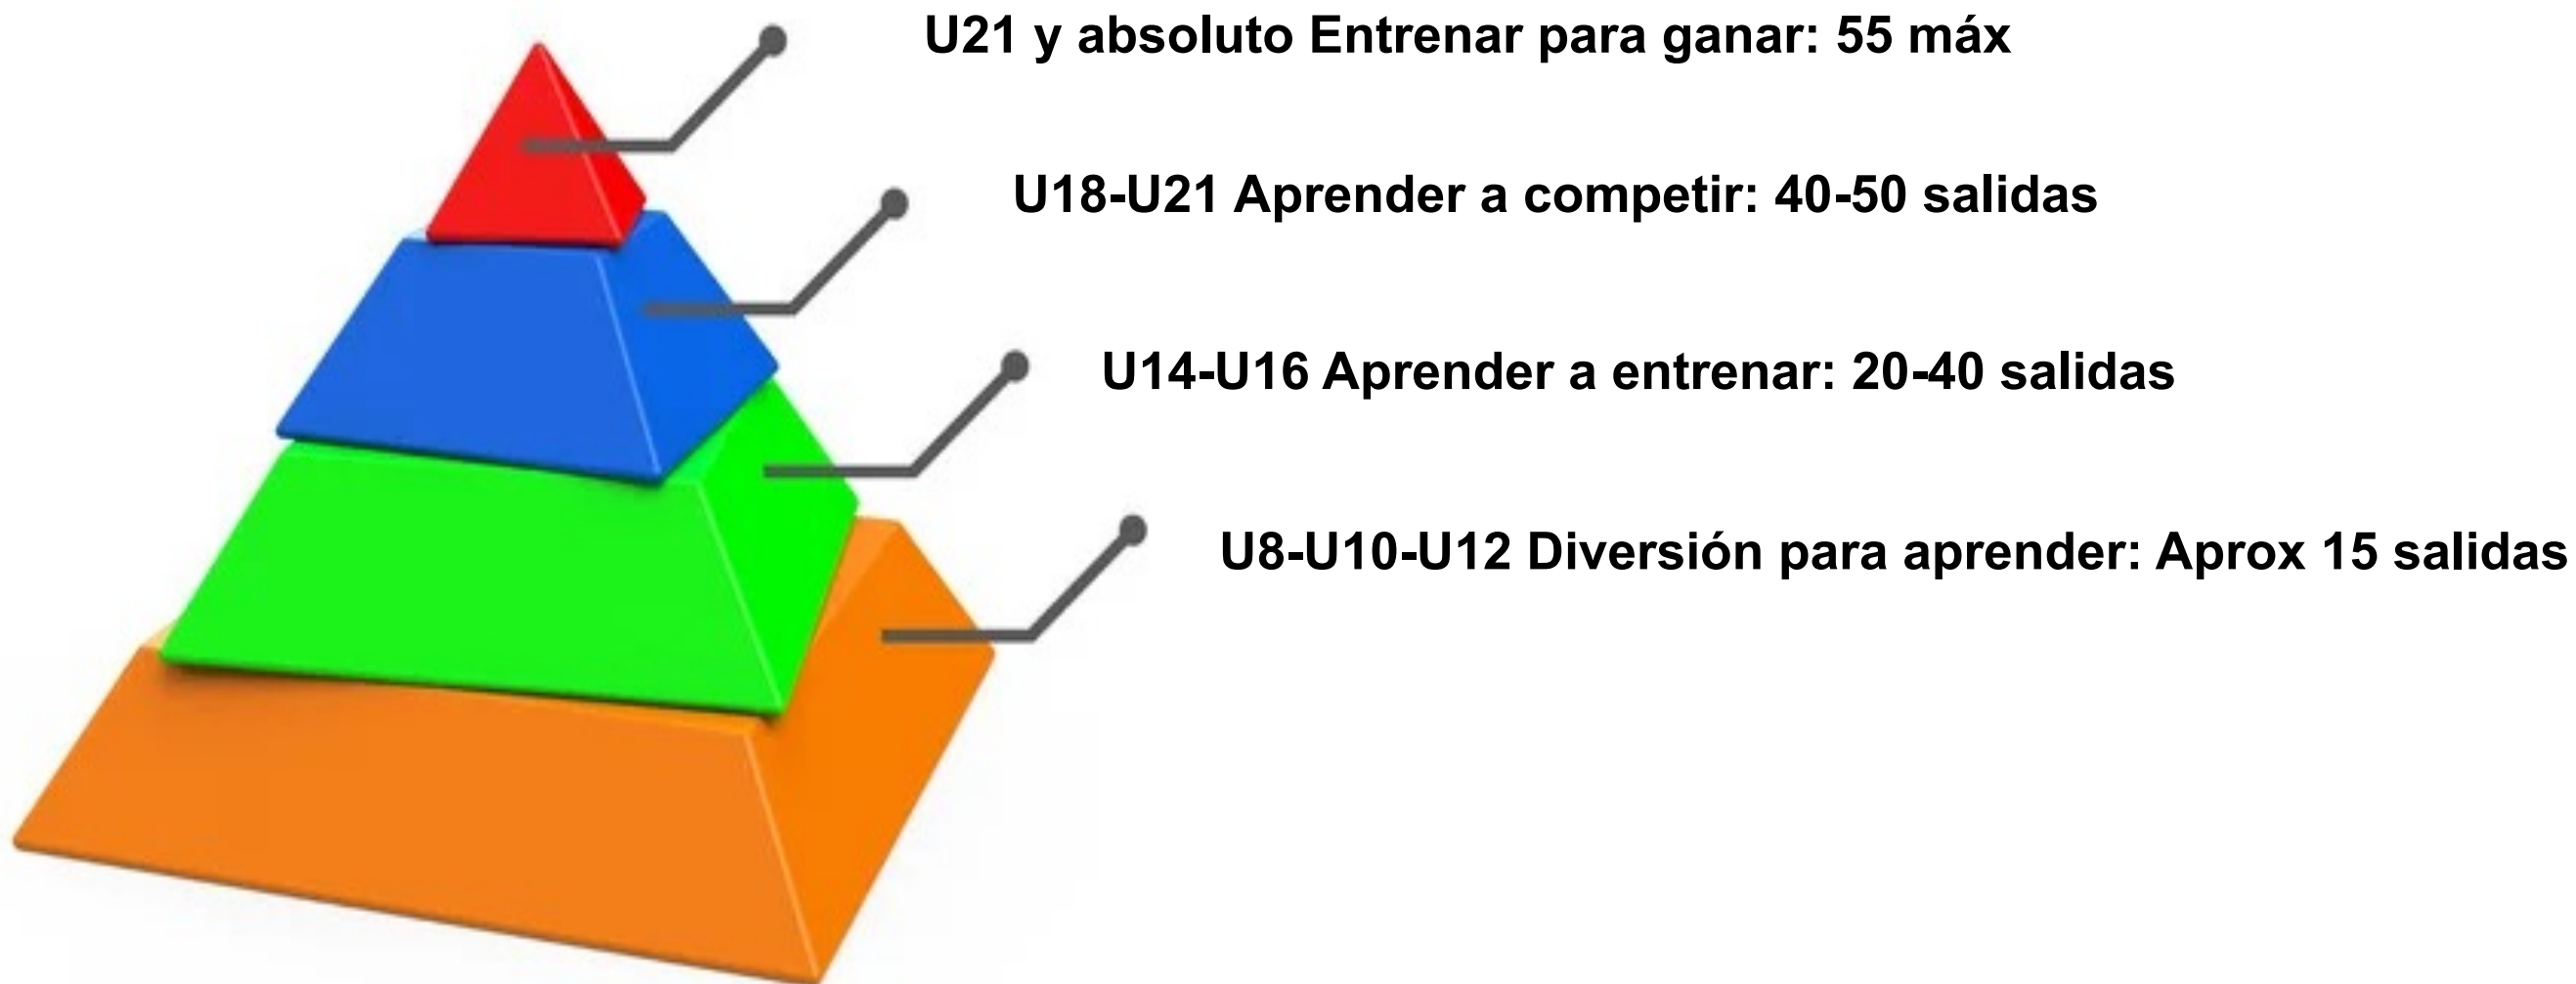 U21 y absoluto Entrenar para ganar: 55 máx
U18-U21 Aprender a competir: 40-50 salidas
U14-U16 Aprender a entrenar: 20-40 salidas
U8-U10-U12 Diversión para aprender: Aprox 15 salidas